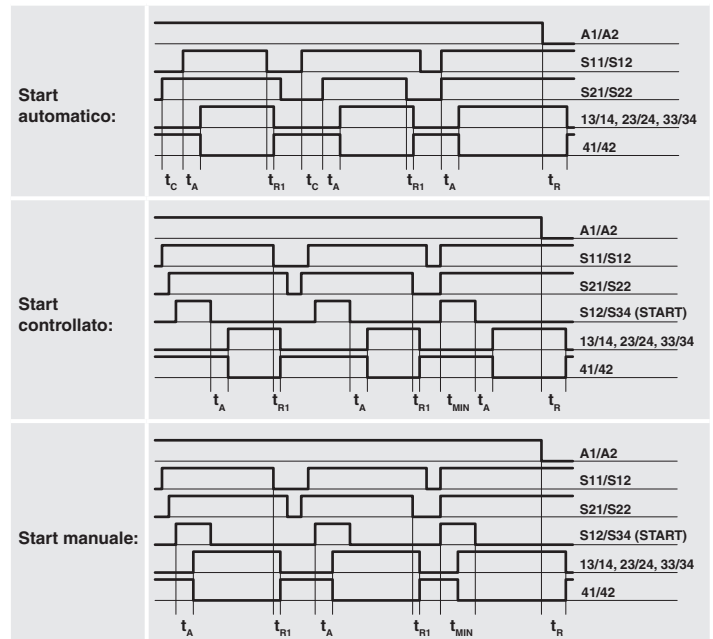 Start
automatico:
A1/A2
S11/S12
S21/S22
13/14, 23/24, 33/34
41/42
tC tA tR1 tC tA tR1 tA tR
Start
controllato:
A1/A2
S11/S12
S21/S22
S12/S34 (START)
13/14, 23/24, 33/34
41/42
tA tR1 tA tR1 tMIN tA tR
Start manuale:
A1/A2
S11/S12
S21/S22
S12/S34 (START)
13/14, 23/24, 33/34
41/42
tA tR1 tA tR1 tMIN tR